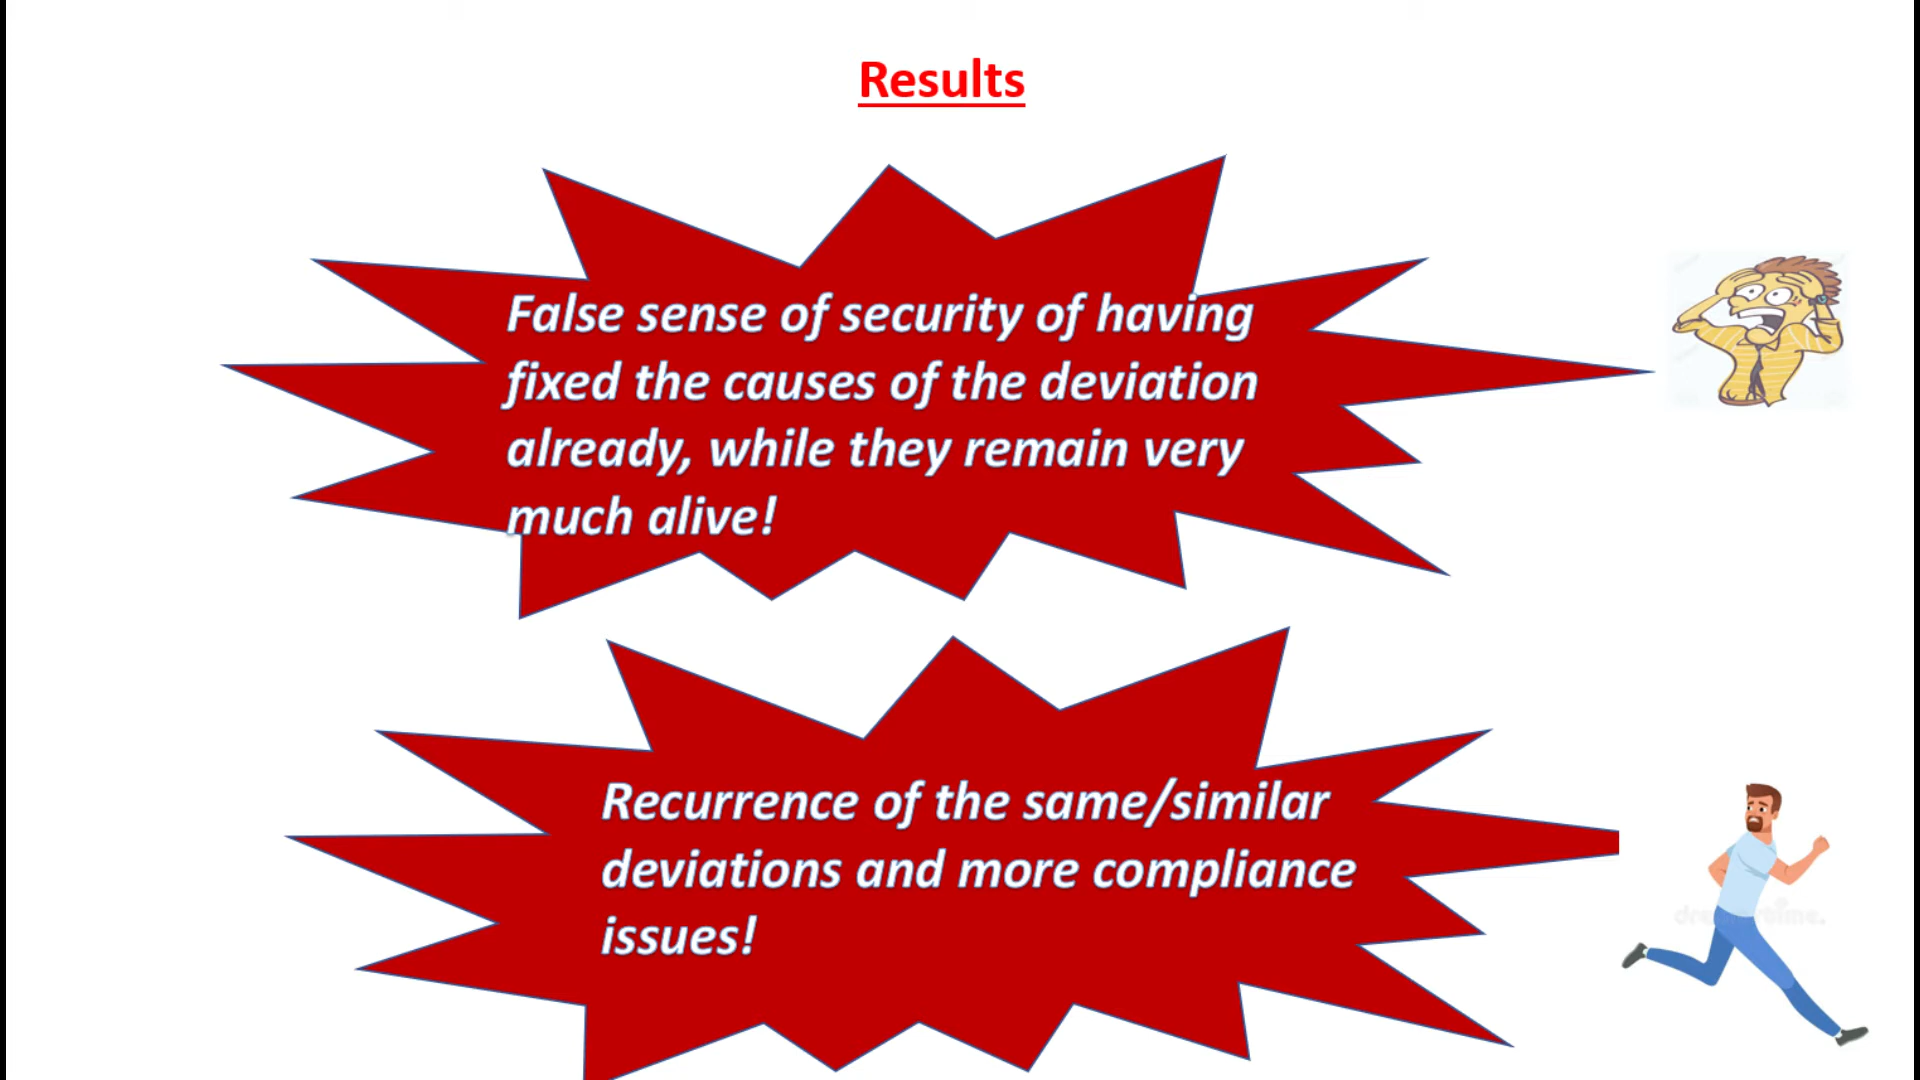 Results
False sense of security of having
fixed the causes of the deviation
already, while they remain very
much alive!
Recurrence of the same/similar
deviations and more compliance
issues!